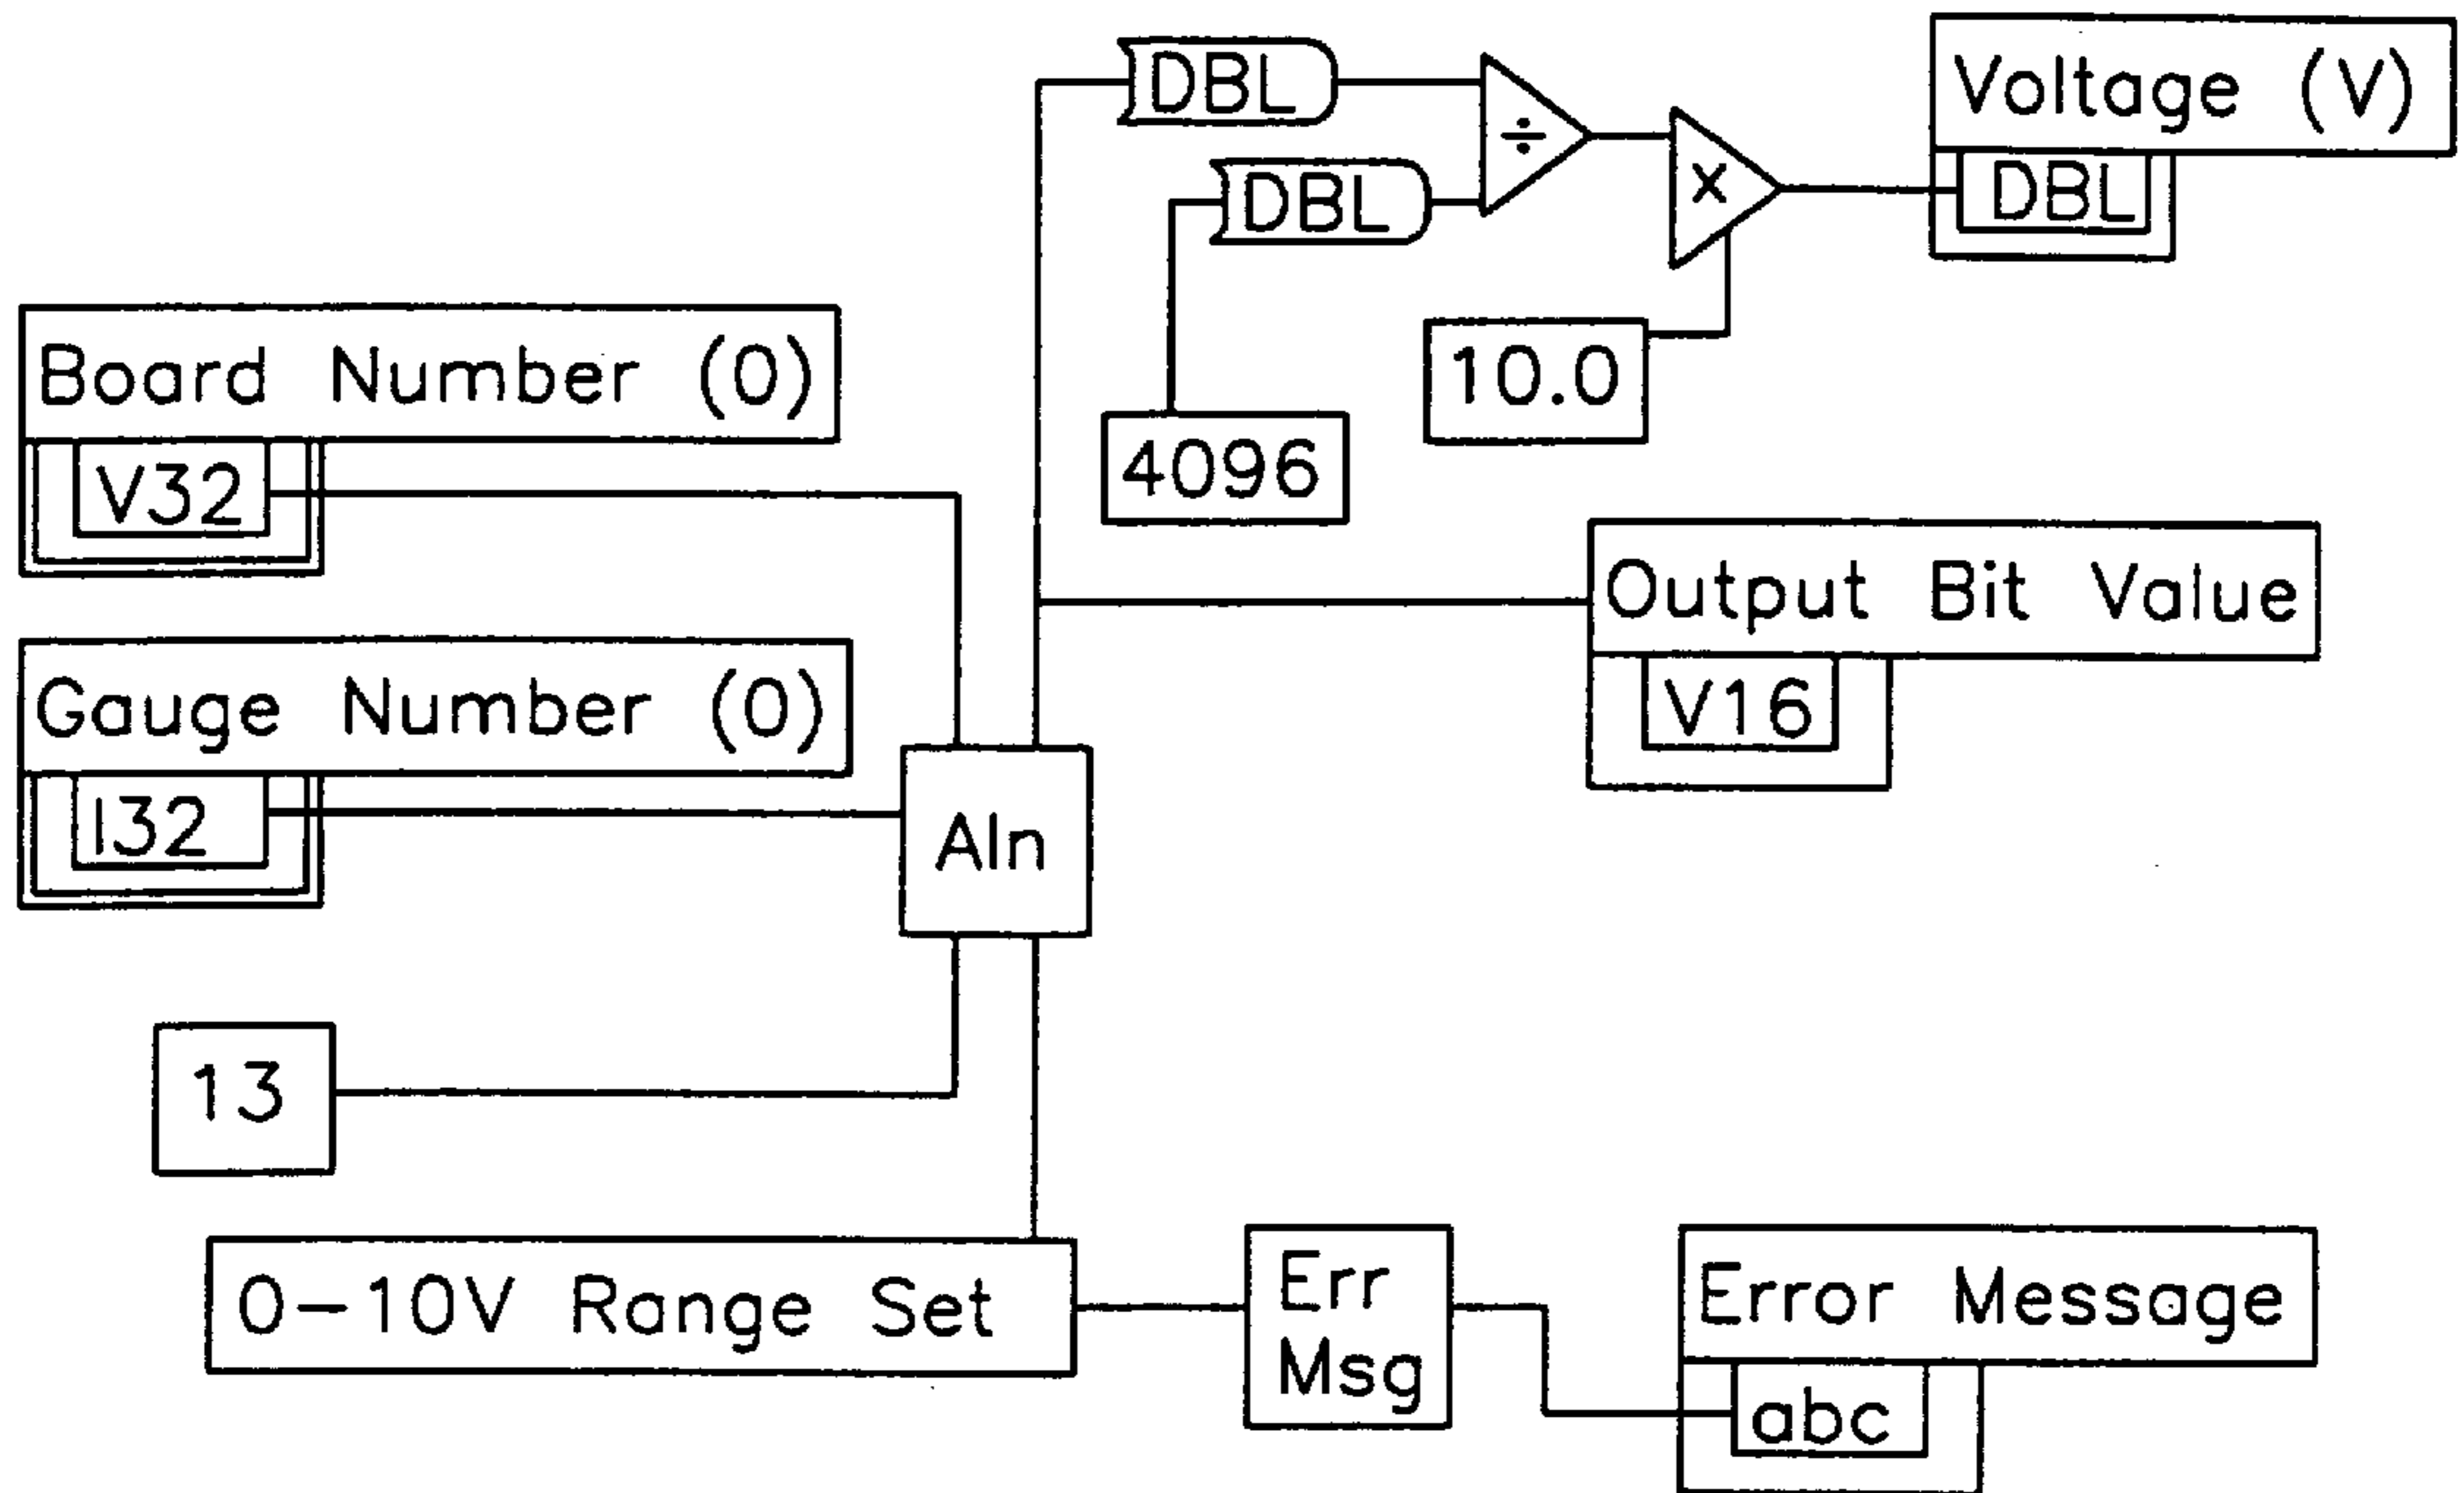 DBL
Voltage (V)
÷
DBL
×
DBL
Board Number (0)
10.0
V32
4096
Output Bit Value
Gauge Number (0)
V16
I32
AIn
13
0-10V Range Set
Err
Msg
Error Message
abc